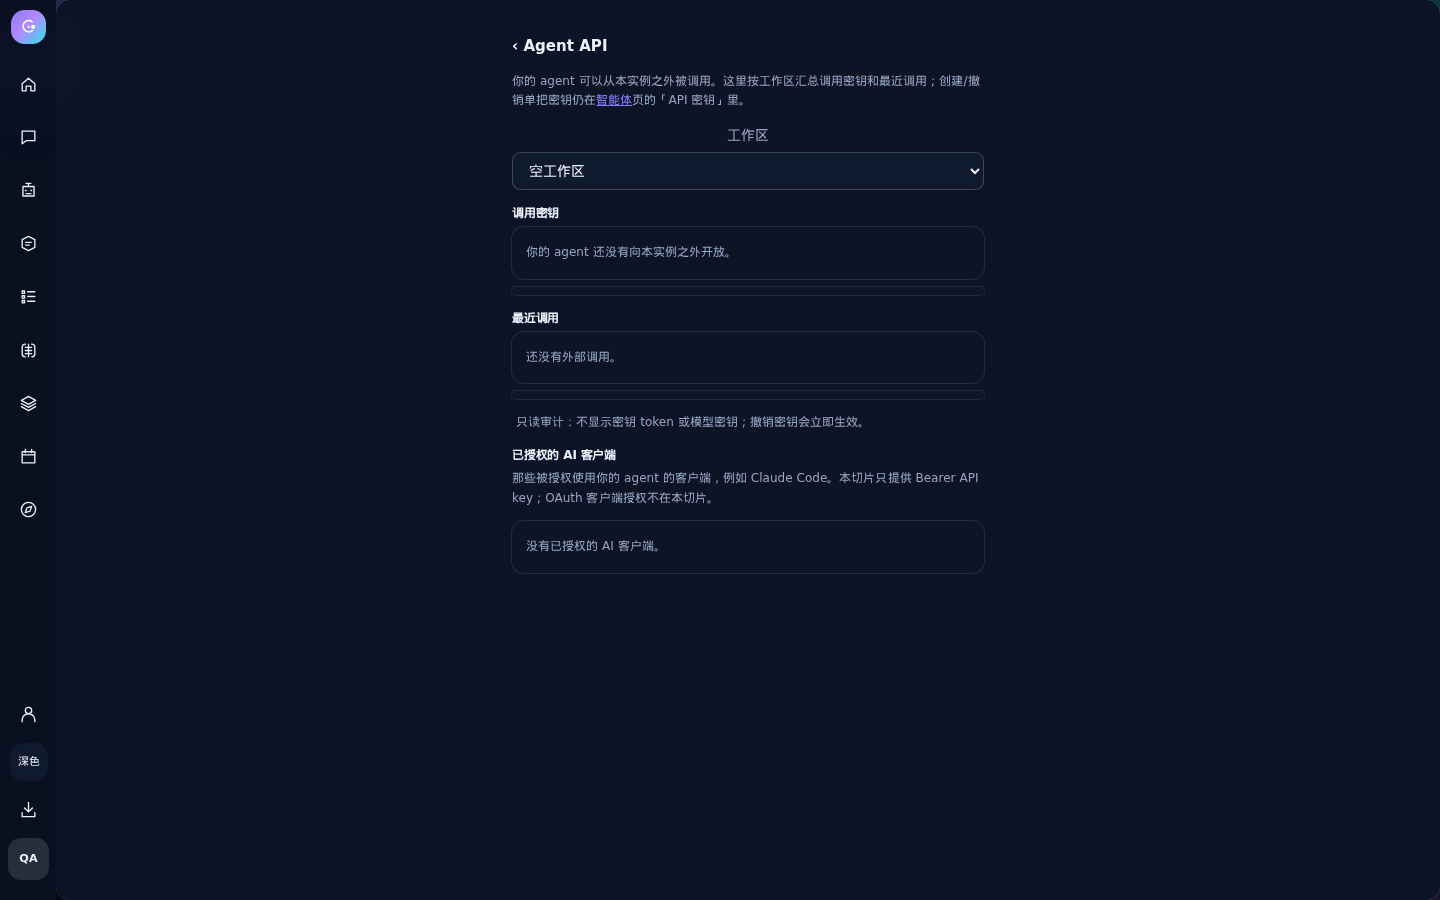 ‹ Agent API
你的 agent 可以从本实例之外被调用。这里按工作区汇总调用密钥和最近调用；创建/撤
销单把密钥仍在智能体页的「API 密钥」里。
工作区
空工作区
调用密钥
你的 agent 还没有向本实例之外开放。
最近调用
还没有外部调用。
只读审计：不显示密钥 token 或模型密钥；撤销密钥会立即生效。
已授权的 AI 客户端
那些被授权使用你的 agent 的客户端，例如 Claude Code。本切片只提供 Bearer API
key；OAuth 客户端授权不在本切片。
没有已授权的 AI 客户端。
深色
QA